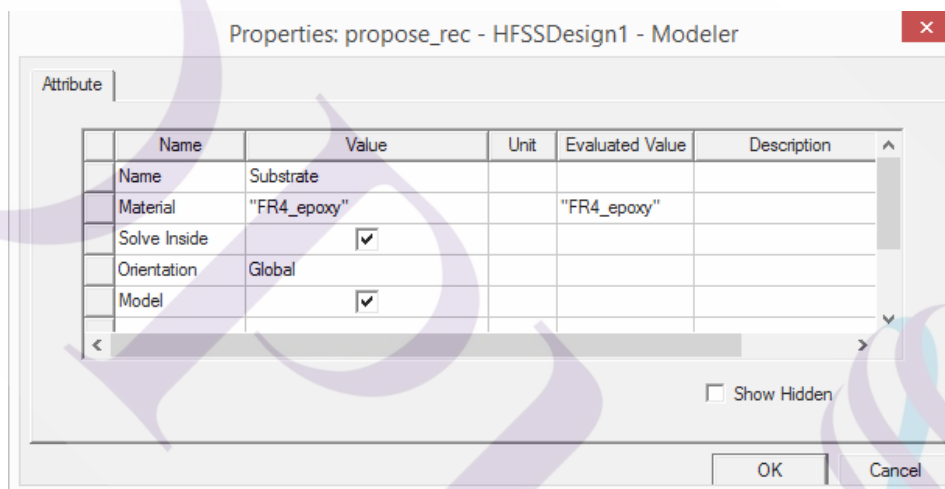 Properties: propose_rec - HFSSDesign1 - Modeler
Attribute
Name Value Unit Evaluated Value Description
Name Substrate
Material "FR4_epoxy" "FR4_epoxy"
Solve Inside
Orientation Global
Model
Show Hidden
OK Cancel